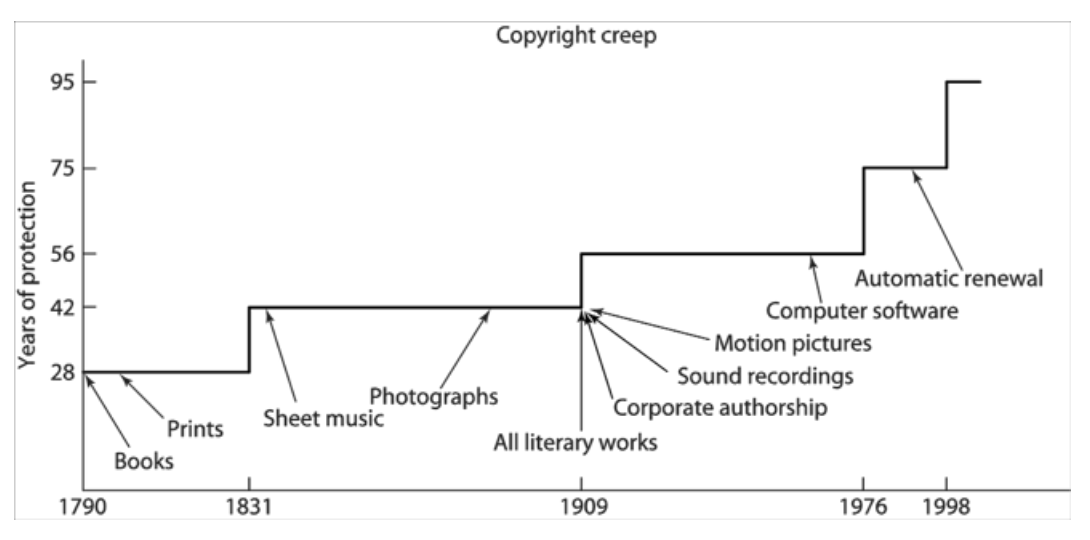 Copyright creep
95
75
56
42
28
Years of protection
Automatic renewal
Computer software
Motion pictures
Sound recordings
Photographs
Corporate authorship
Sheet music
Prints
All literary works
Books
1790
1831
1909
1976
1998